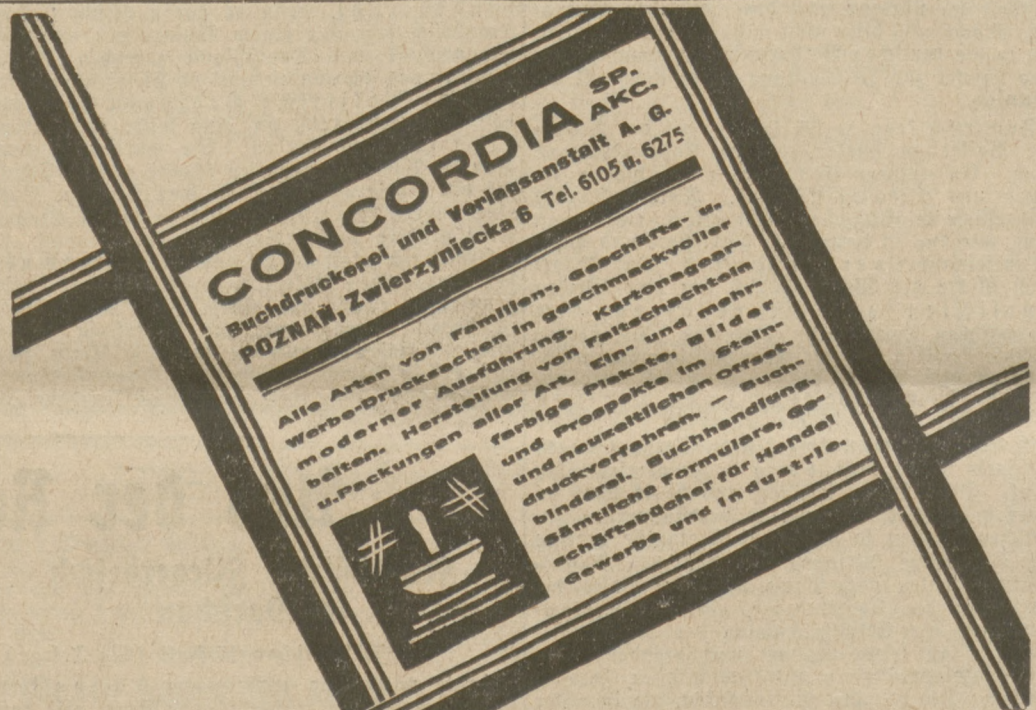 CONCORDIA SP. AKC.
Buchdruckerei und Verlagsanstalt A. G.
POZNAŃ, Zwierzyniecka 6 Tel. 6105 u. 6275
Alle Arten von Familien-, Geschäfts- u.
Werbe-Drucksachen in geschmackvoller
moderner Ausführung. Kartonagear-
beiten. Herstellung von Faltschachteln
u. Packungen aller Art. Ein- und mehr-
farbige Plakate, Bilder
und Prospekte im Stein-
und neuzeitlichen Offset-
druckverfahren. — Buch-
binderei. Buchhandlung.
Sämtliche Formulare, Ge-
schäftsbücher für Handel
Gewerbe und Industrie.